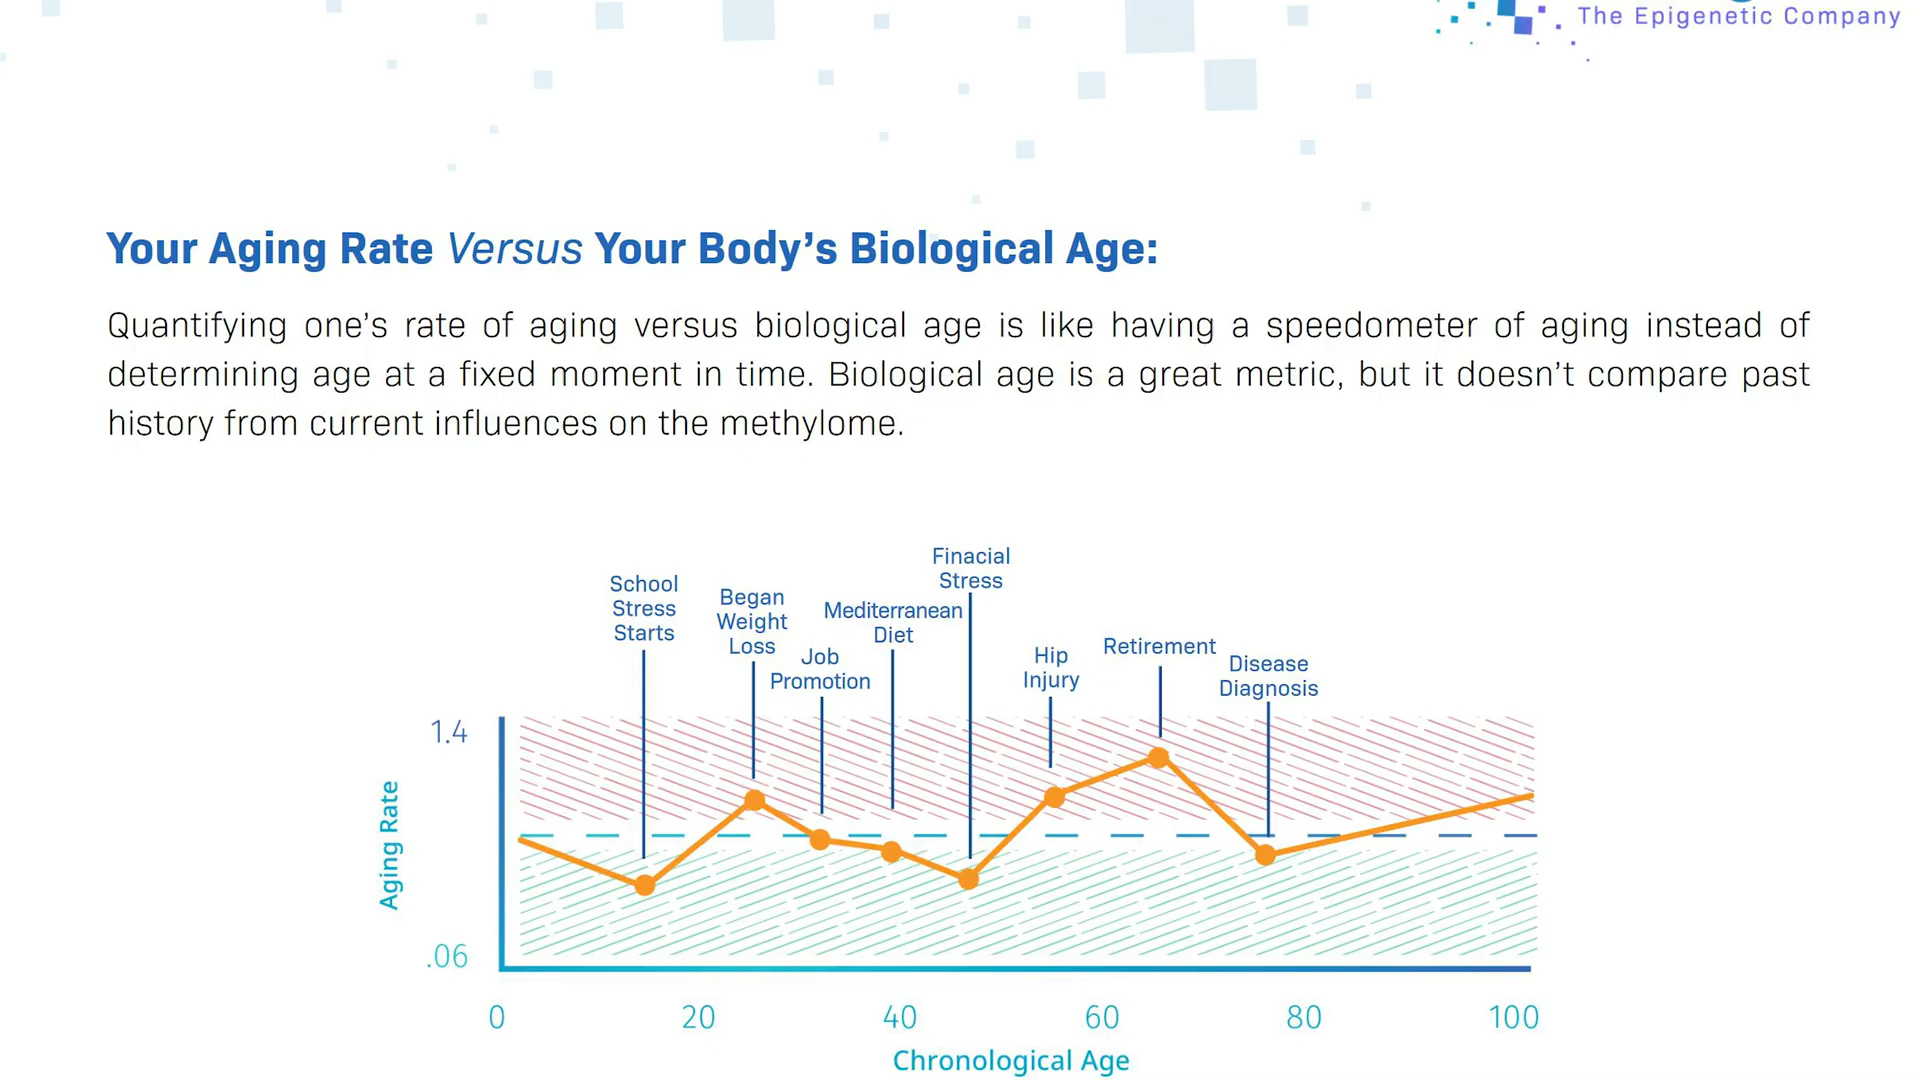 The Epigenetic Company
Your Aging Rate Versus Your Body's Biological Age:
Quantifying one's rate of aging versus biological age is like having a speedometer of aging instead of
determining age at a fixed moment in time. Biological age is a great metric, but it doesn't compare past
history from current influences on the methylome.
Finacial
Stress
School
Stress
Starts
Began
Weight
Loss
Mediterranean
Diet
Job
Promotion
Hip
Injury
Retirement
Disease
Diagnosis
1.4
Aging Rate
.06
0 20 40 60 80 100
Chronological Age